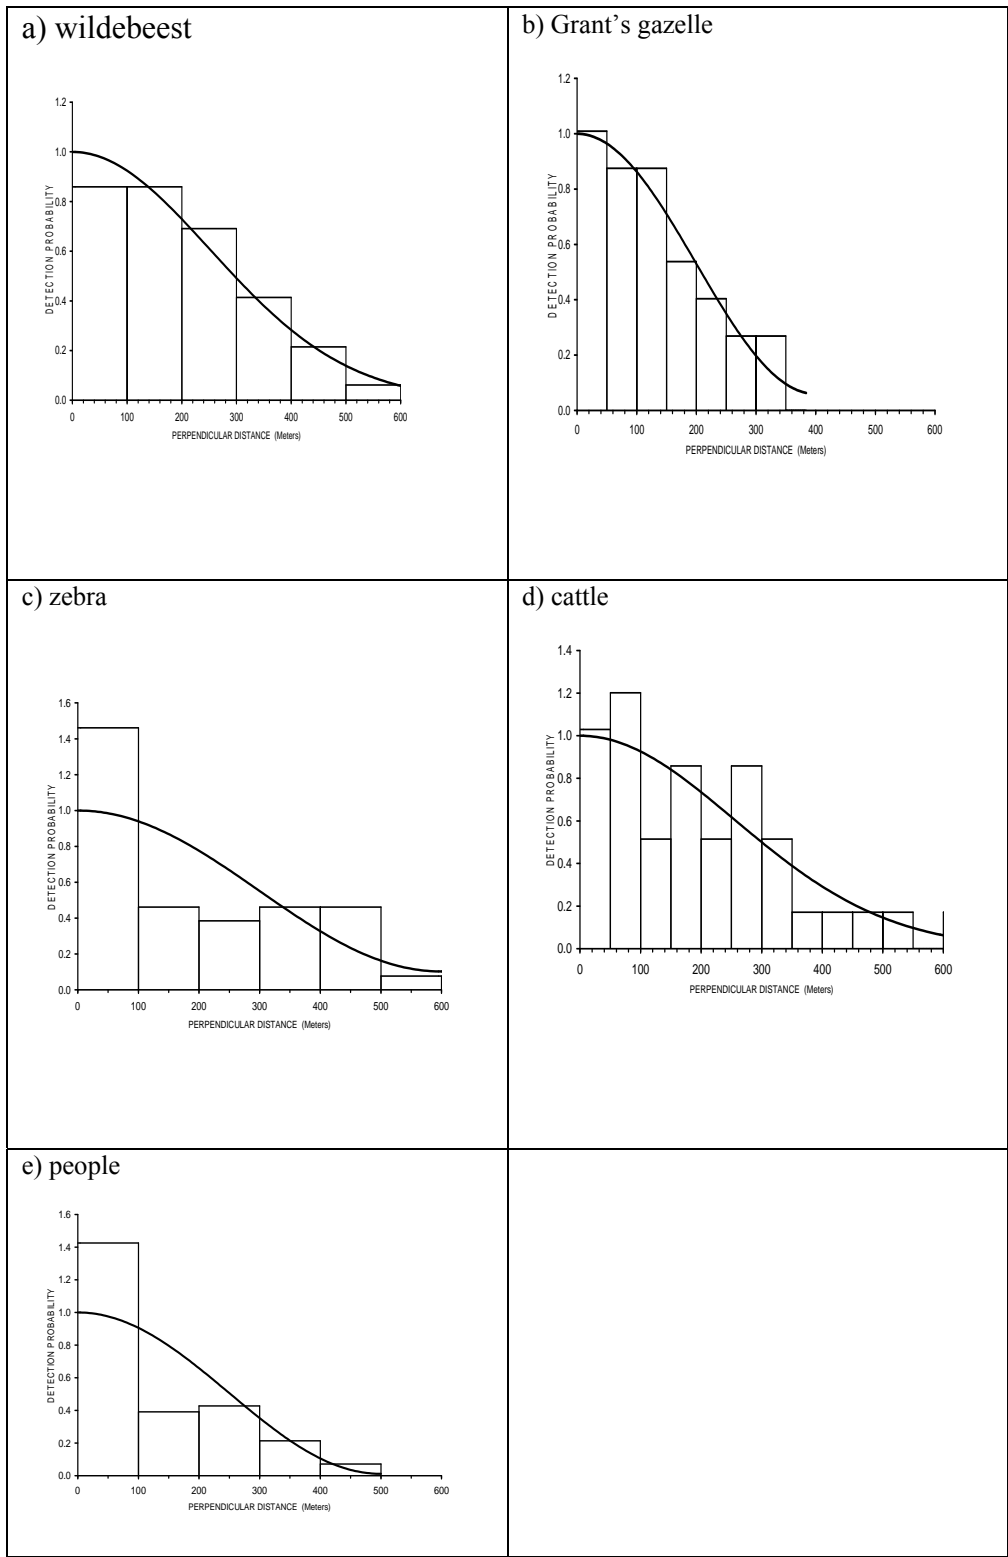 a) wildebeest
1.2
1.0
0.8
0.6
0.4
0.2
0.0
DETECTION PROBABILITY
0 100 200 300 400 500 600
PERPENDICULAR DISTANCE (Meters)
b) Grant's gazelle
1.2
1.0
0.8
0.6
0.4
0.2
0.0
DETECTION PROBABILITY
0 100 200 300 400 500 600
PERPENDICULAR DISTANCE (Meters)
c) zebra
1.6
1.4
1.2
1.0
0.8
0.6
0.4
0.2
0.0
DETECTION PROBABILITY
0 100 200 300 400 500 600
PERPENDICULAR DISTANCE (Meters)
d) cattle
1.4
1.2
1.0
0.8
0.6
0.4
0.2
0.0
DETECTION PROBABILITY
0 100 200 300 400 500 600
PERPENDICULAR DISTANCE (Meters)
e) people
1.6
1.4
1.2
1.0
0.8
0.6
0.4
0.2
0.0
DETECTION PROBABILITY
0 100 200 300 400 500 600
PERPENDICULAR DISTANCE (Meters)